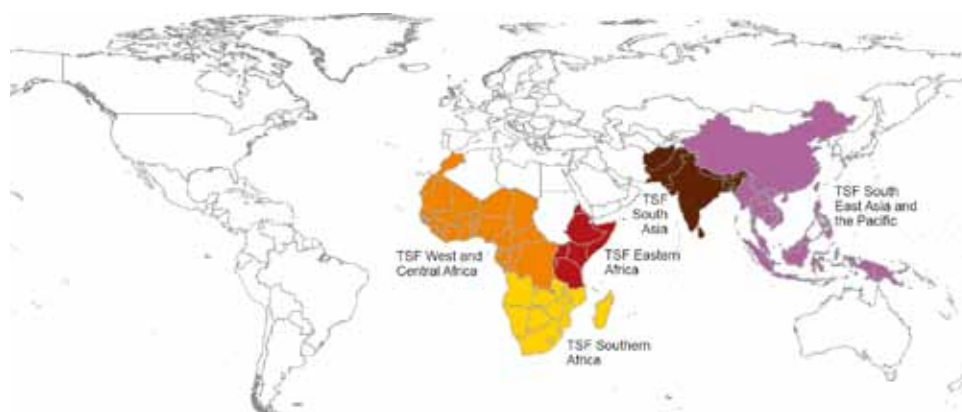 TSF South
East Asia and
the Pacific
TSF
South
Asia
TSF West and
Central Africa
TSF Eastern
Africa
TSF Southern
Africa